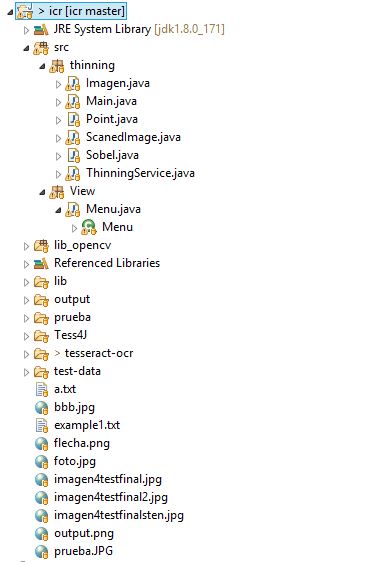 > icr [icr master]
JRE System Library [jdk1.8.0_171]
src
thinning
Imagen.java
Main.java
Point.java
ScanedImage.java
Sobel.java
ThinningService.java
View
Menu.java
Menu
lib_opencv
Referenced Libraries
lib
output
prueba
Tess4J
> tesseract-ocr
test-data
a.txt
bbb.jpg
example1.txt
flecha.png
foto.jpg
imagen4testfinal.jpg
imagen4testfinal2.jpg
imagen4testfinalsten.jpg
output.png
prueba.JPG